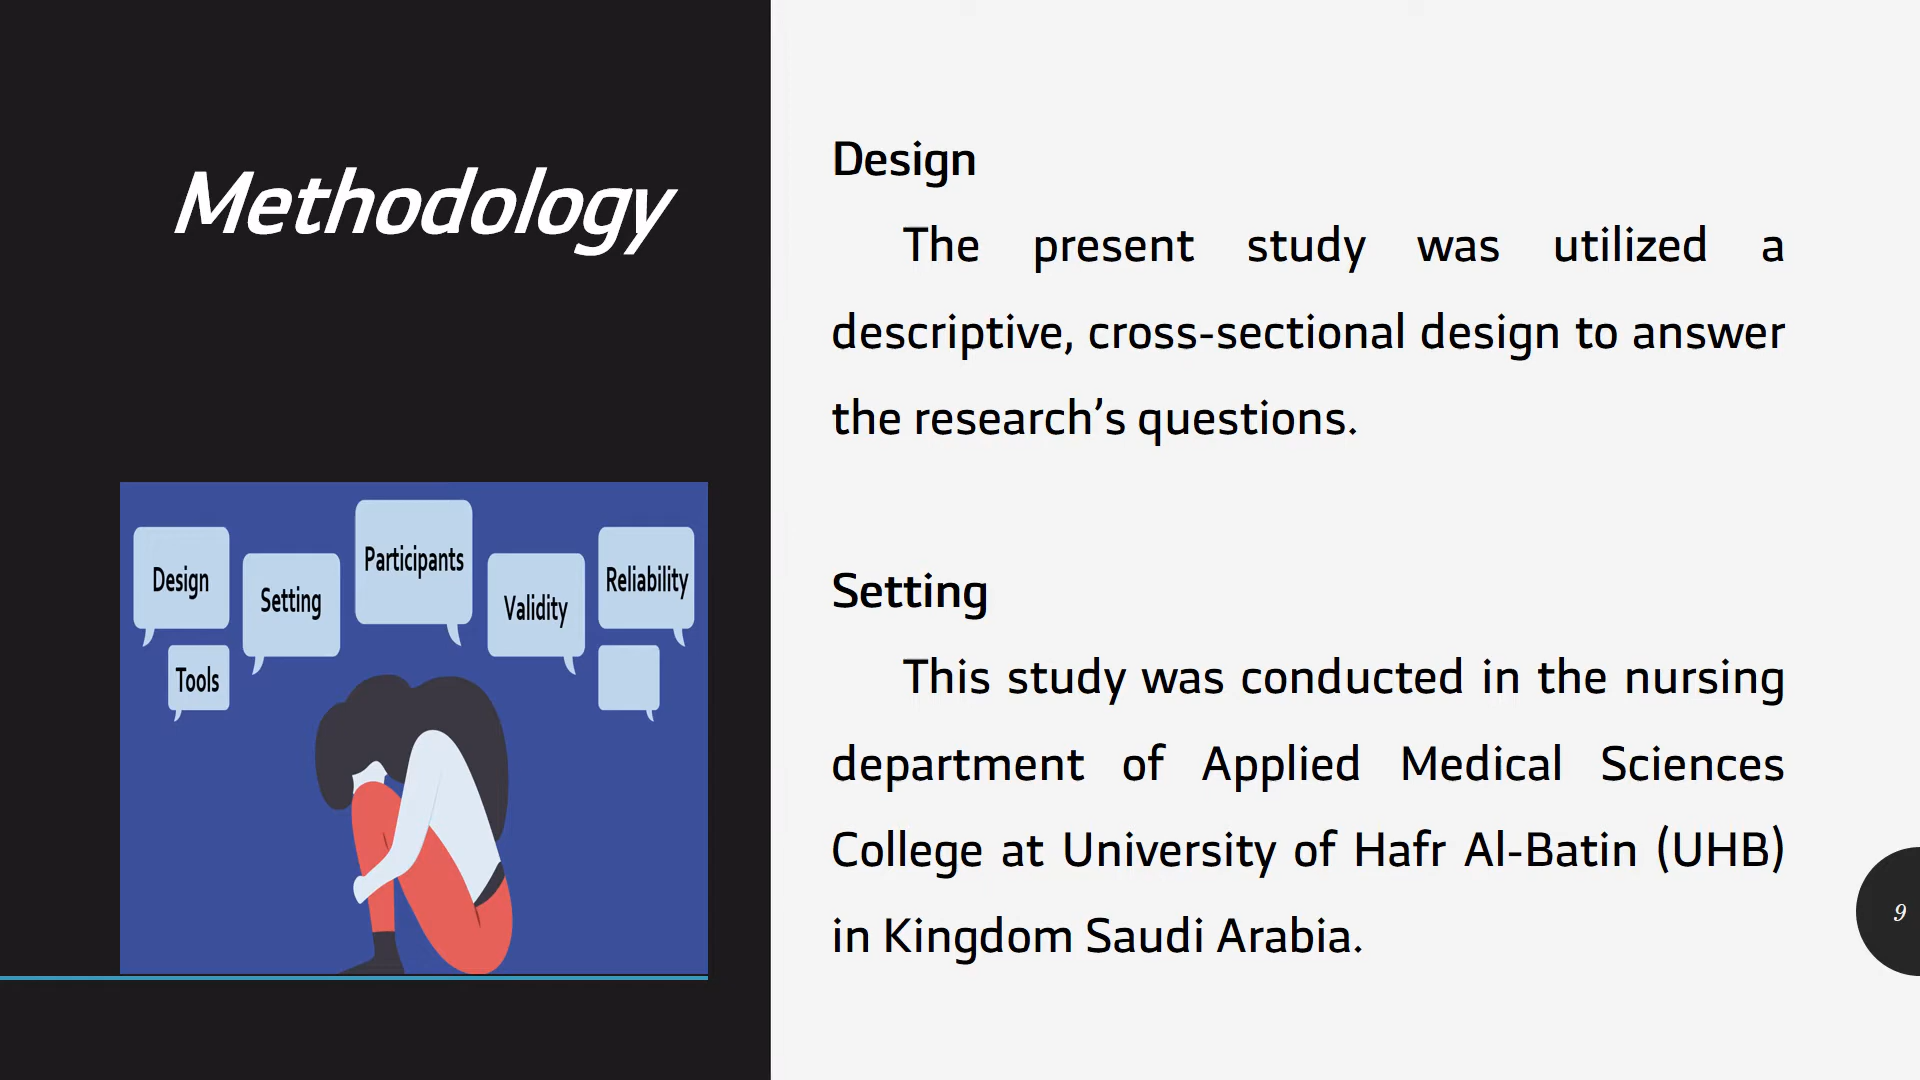 Methodology
Design
The present study was utilized a
descriptive, cross-sectional design to answer
the research’s questions.
Setting
This study was conducted in the nursing
department of Applied Medical Sciences
College at University of Hafr Al-Batin (UHB)
in Kingdom Saudi Arabia.
Design
Setting
Participants
Validity
Reliability
Tools
9